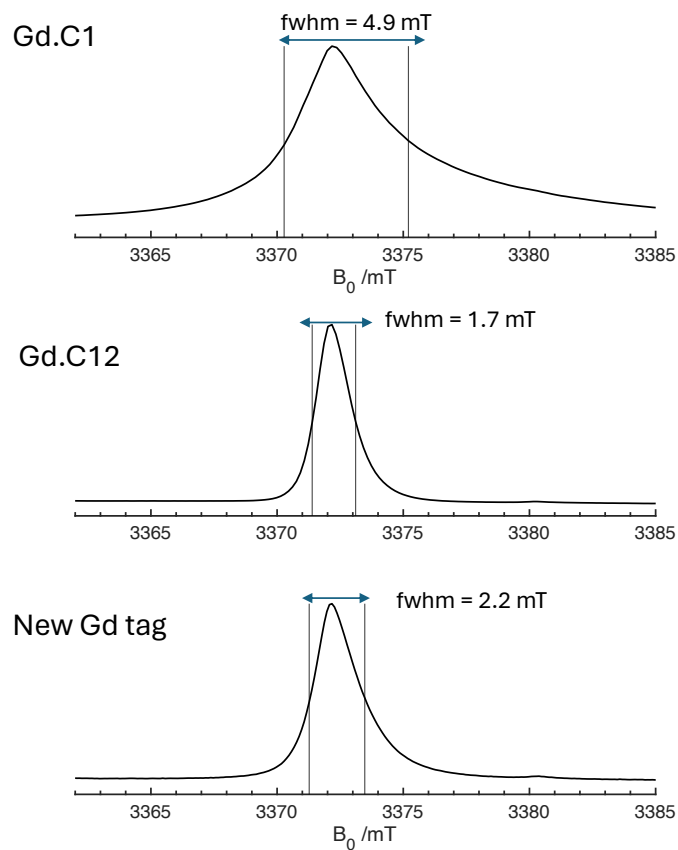 fwhm = 4.9 mT
Gd.C1
3365 3370 3375 3380 3385
B₀ /mT
fwhm = 1.7 mT
Gd.C12
3365 3370 3375 3380 3385
fwhm = 2.2 mT
New Gd tag
3365 3370 3375 3380 3385
B₀ /mT